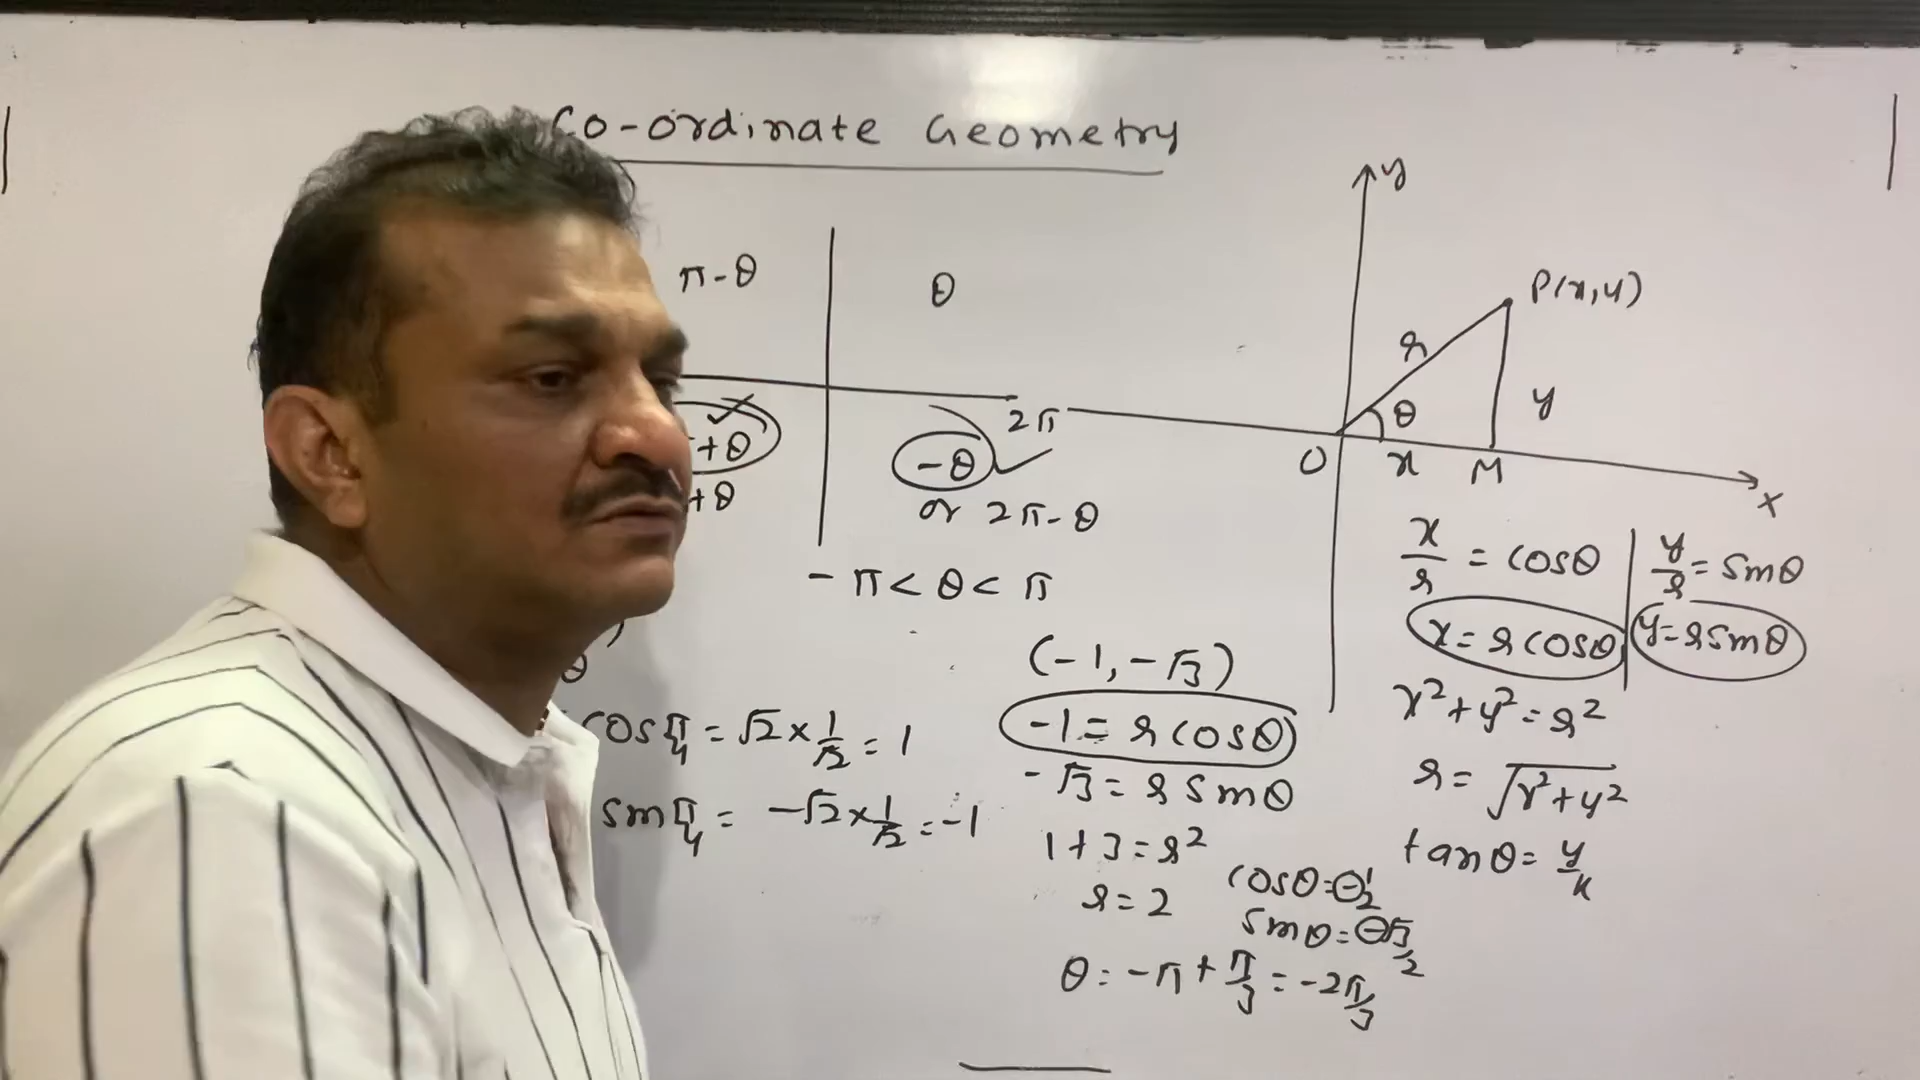 Co-ordinate Geometry
π-θ
θ
+θ
+θ
2π
-θ
or 2π-θ
-π<θ<π
θ
cos π/4 = √2×1/√2 = 1
sin π/4 = -√2×1/√2 = -1
(-1, -√3)
-1 = r cosθ
-√3 = r sinθ
1+3 = r²
r = 2
cosθ = -1/2
sinθ = -√3/2
θ = -π + π/3 = -2π/3
y
P(x,y)
r
θ
y
O
x
M
x
x/r = cosθ
y/r = sinθ
x = r cosθ
y = r sinθ
x²+y² = r²
r = √x²+y²
tanθ = y/x